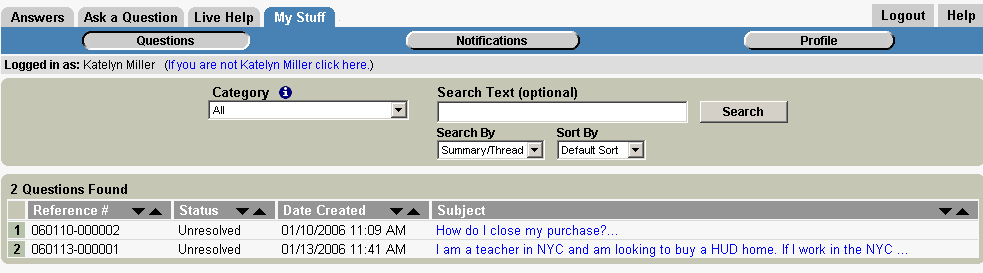 Answers Ask a Question Live Help My Stuff Logout Help
Questions Notifications Profile
Logged in as: Katelyn Miller (If you are not Katelyn Miller click here.)
Category Search Text (optional)
All Search
Search By Sort By
Summary/Thread Default Sort
2 Questions Found
Reference # Status Date Created Subject
1 060110-000002 Unresolved 01/10/2006 11:09 AM How do I close my purchase?...
2 060113-000001 Unresolved 01/13/2006 11:41 AM I am a teacher in NYC and am looking to buy a HUD home. If I work in the NYC ...